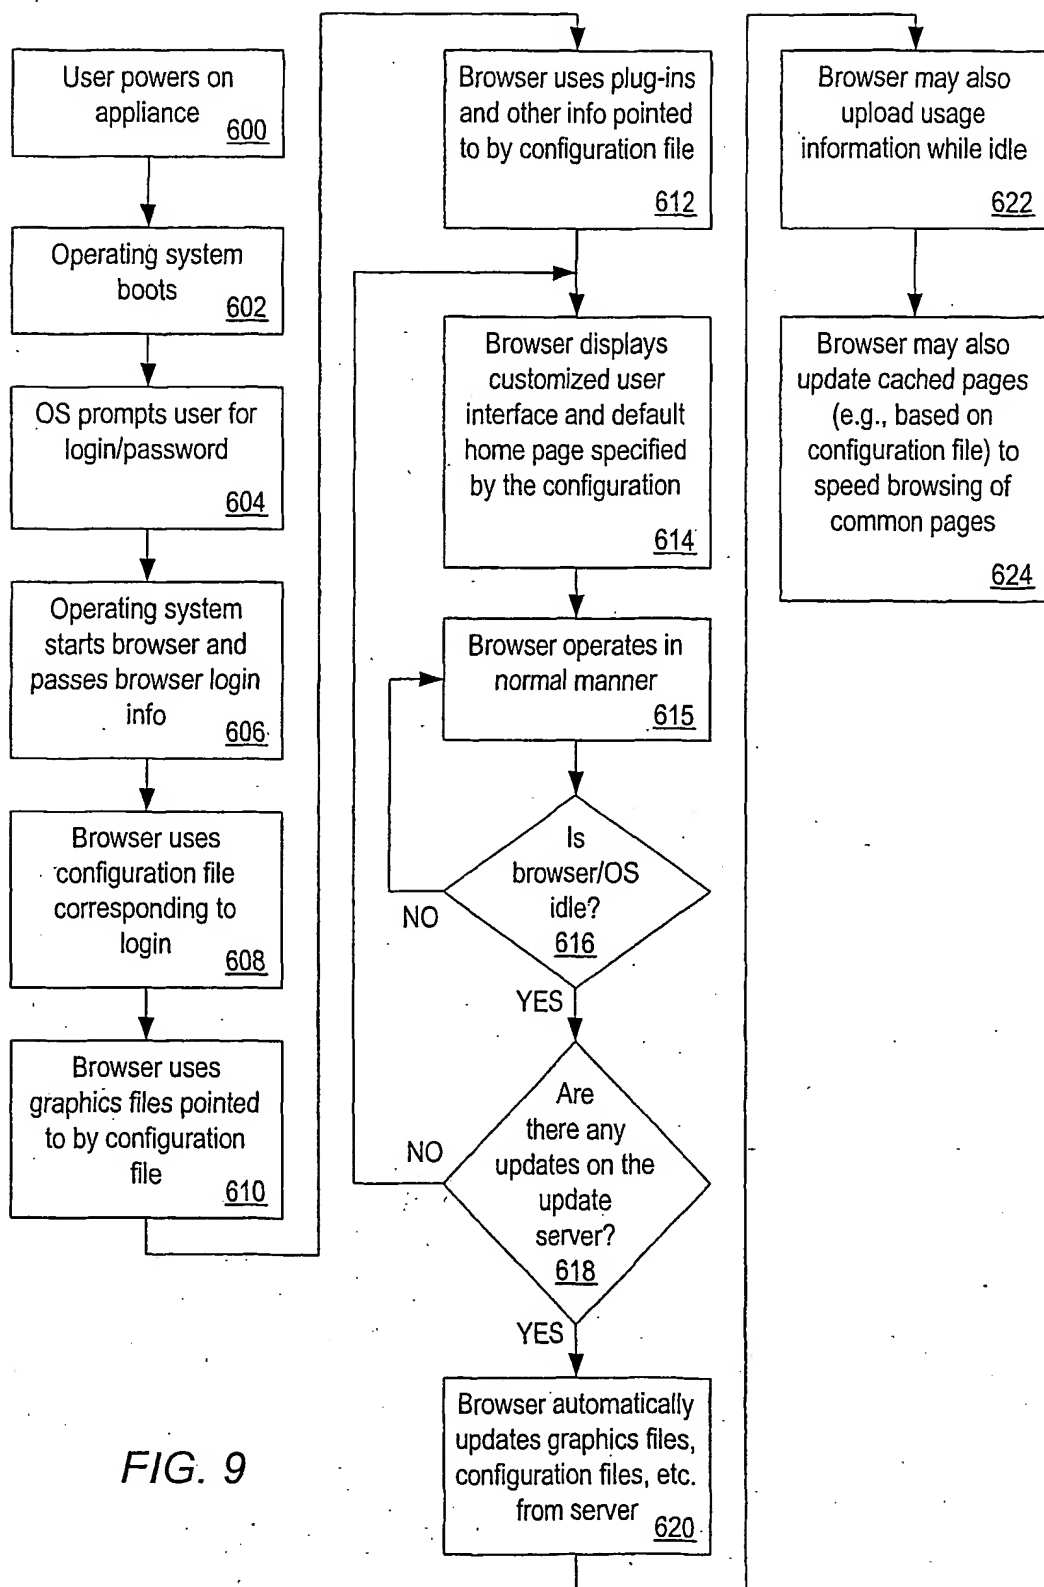 User powers on
appliance
600
Operating system
boots
602
OS prompts user for
login/password
604
Operating system
starts browser and
passes browser login
info
606
Browser uses
configuration file
corresponding to
login
608
Browser uses
graphics files pointed
to by configuration
file
610
Browser uses plug-ins
and other info pointed
to by configuration file
612
Browser displays
customized user
interface and default
home page specified
by the configuration
614
Browser operates in
normal manner
615
Is
browser/OS
idle?
616
NO
YES
Are
there any
updates on the
update
server?
618
NO
YES
Browser automatically
updates graphics files,
configuration files, etc.
from server
620
Browser may also
upload usage
information while idle
622
Browser may also
update cached pages
(e.g., based on
configuration file) to
speed browsing of
common pages
624
FIG. 9